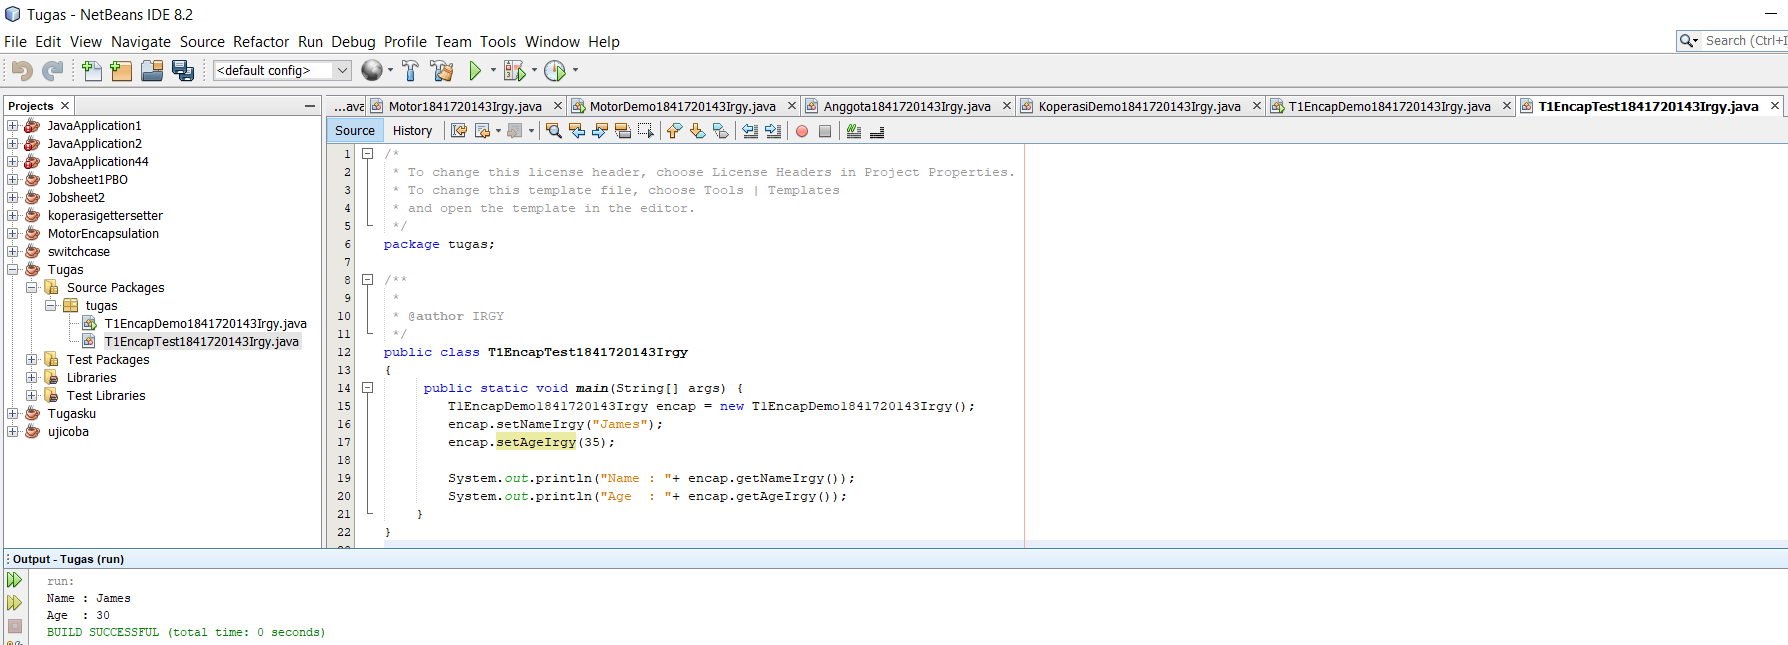 Tugas - NetBeans IDE 8.2
File Edit View Navigate Source Refactor Run Debug Profile Team Tools Window Help
Search (Ctrl+I
<default config>
Projects
...ava
Motor1841720143Irgy.java
MotorDemo1841720143Irgy.java
Anggota1841720143Irgy.java
KoperasiDemo1841720143Irgy.java
T1EncapDemo1841720143Irgy.java
T1EncapTest1841720143Irgy.java
JavaApplication1
JavaApplication2
JavaApplication44
Jobsheet1PBO
Jobsheet2
koperasigettersetter
MotorEncapsulation
switchcase
Tugas
Source Packages
tugas
T1EncapDemo1841720143Irgy.java
T1EncapTest1841720143Irgy.java
Test Packages
Libraries
Test Libraries
Tugasku
ujicoba
Source History
1 /*
2 * To change this license header, choose License Headers in Project Properties.
3 * To change this template file, choose Tools | Templates
4 * and open the template in the editor.
5 */
6 package tugas;
7
8 /**
9 *
10 * @author IRGY
11 */
12 public class T1EncapTest1841720143Irgy
13 {
14 public static void main(String[] args) {
15 T1EncapDemo1841720143Irgy encap = new T1EncapDemo1841720143Irgy();
16 encap.setNameIrgy("James");
17 encap.setAgeIrgy(35);
18
19 System.out.println("Name : "+ encap.getNameIrgy());
20 System.out.println("Age  : "+ encap.getAgeIrgy());
21 }
22 }
Output - Tugas (run)
run:
Name : James
Age  : 30
BUILD SUCCESSFUL (total time: 0 seconds)